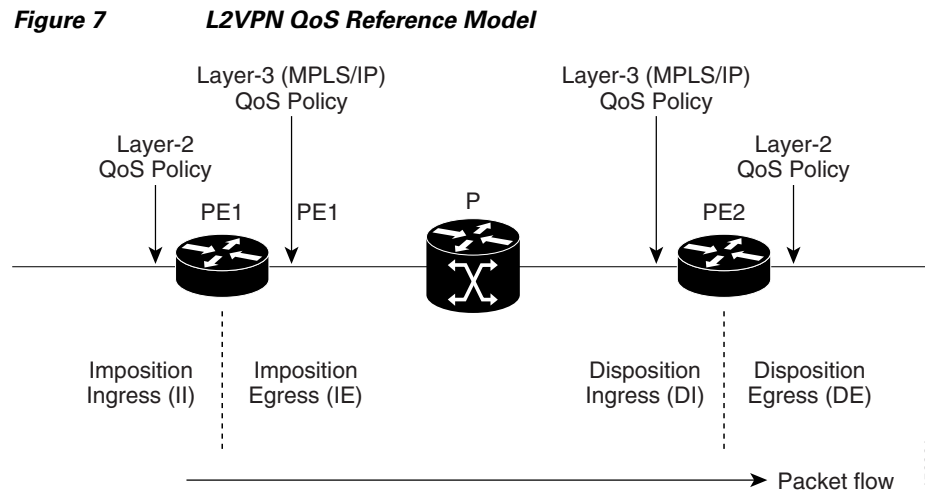 Figure 7 L2VPN QoS Reference Model
Layer-3 (MPLS/IP)
QoS Policy
Layer-3 (MPLS/IP)
QoS Policy
Layer-2
QoS Policy
Layer-2
QoS Policy
PE1
PE1
P
PE2
Imposition
Ingress (II)
Imposition
Egress (IE)
Disposition
Ingress (DI)
Disposition
Egress (DE)
Packet flow